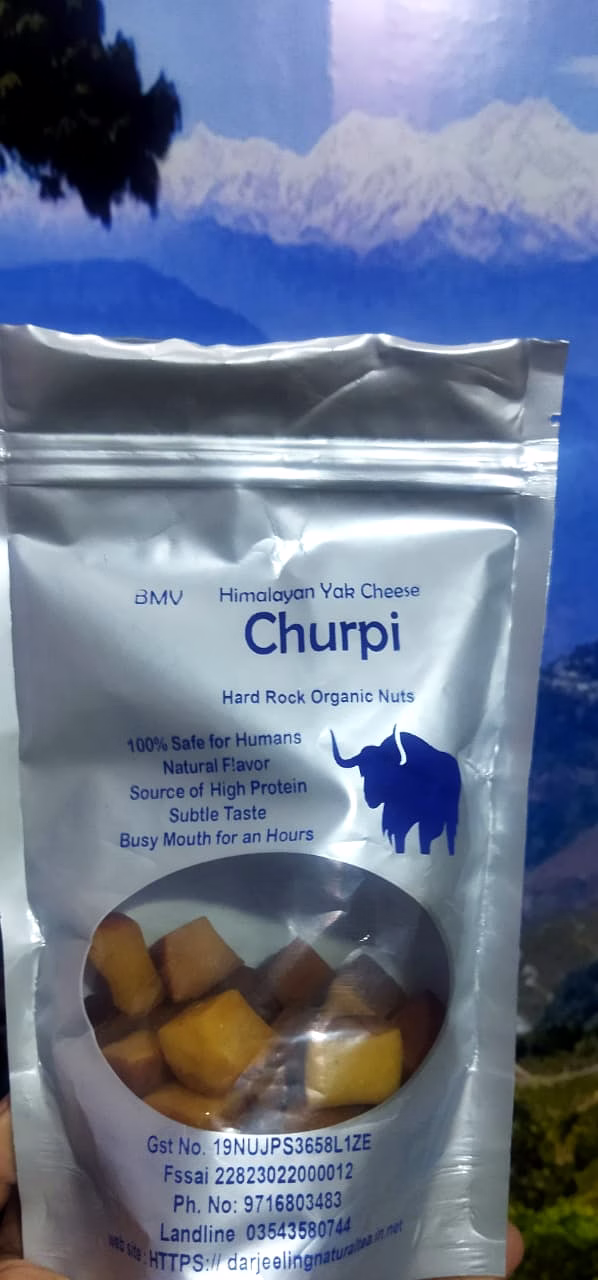 BMV Himalayan Yak Cheese
Churpi
Hard Rock Organic Nuts
100% Safe for Humans
Natural Flavor
Source of High Protein
Subtle Taste
Busy Mouth for an Hours
Gst No. 19NUJPS3658L1ZE
Fssai 22823022000012
Ph. No: 9716803483
Landline 03543580744
web site : HTTPS:// darjeelingnaturaltea.in.net